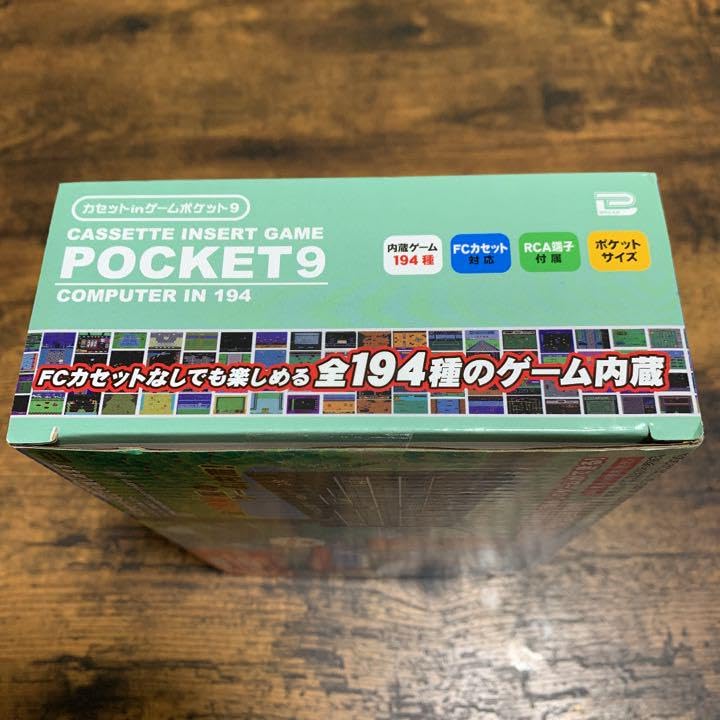 カセットinゲームポケット9
CASSETTE INSERT GAME
POCKET9
COMPUTER IN 194
内蔵ゲーム
194 種
FCカセット
対応
RCA端子
付属
ポケット
サイズ
FCカセットなしでも楽しめる 全194種のゲーム内蔵